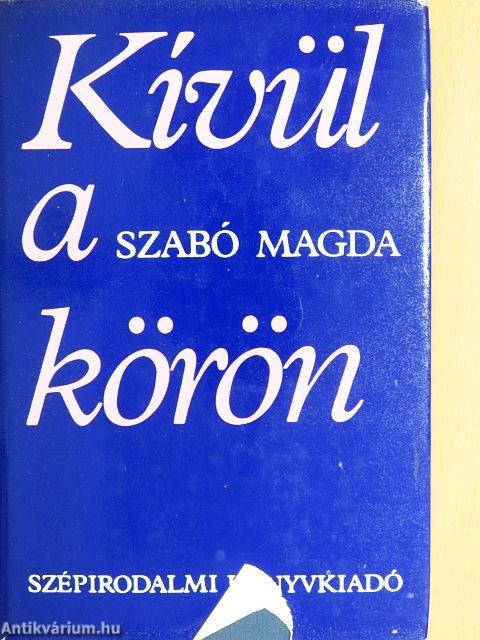 Kívül
a SZABÓ MAGDA
körön
SZÉPIRODALMI
Antikvárium.hu